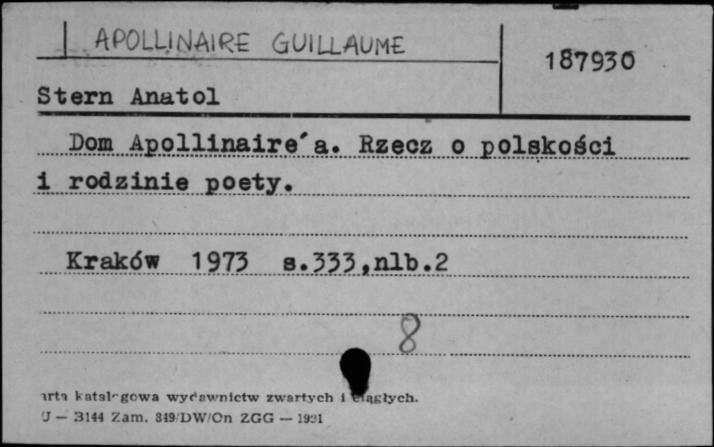 APOLLINAIRE GUILLAUME
187930
Stern Anatol
Dom Apollinaire´a. Rzecz o polskości
i rodzinie poety.
Kraków 1973 s.333,nlb.2
8
arta katalogowa wydawnictw zwartych i ciągłych.
U — 3144 Zam. 849/DW/On ZGG —